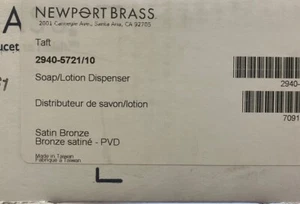 NEWPORT BRASS
2001 Carnegie Ave., Santa Ana, CA 92705
A
Taft
2940-5721/10
Soap/Lotion Dispenser
2940-
Distributeur de savon/lotion
7091
Satin Bronze
Bronze satiné - PVD
Made in Taiwan
Fabriqué à Taiwan